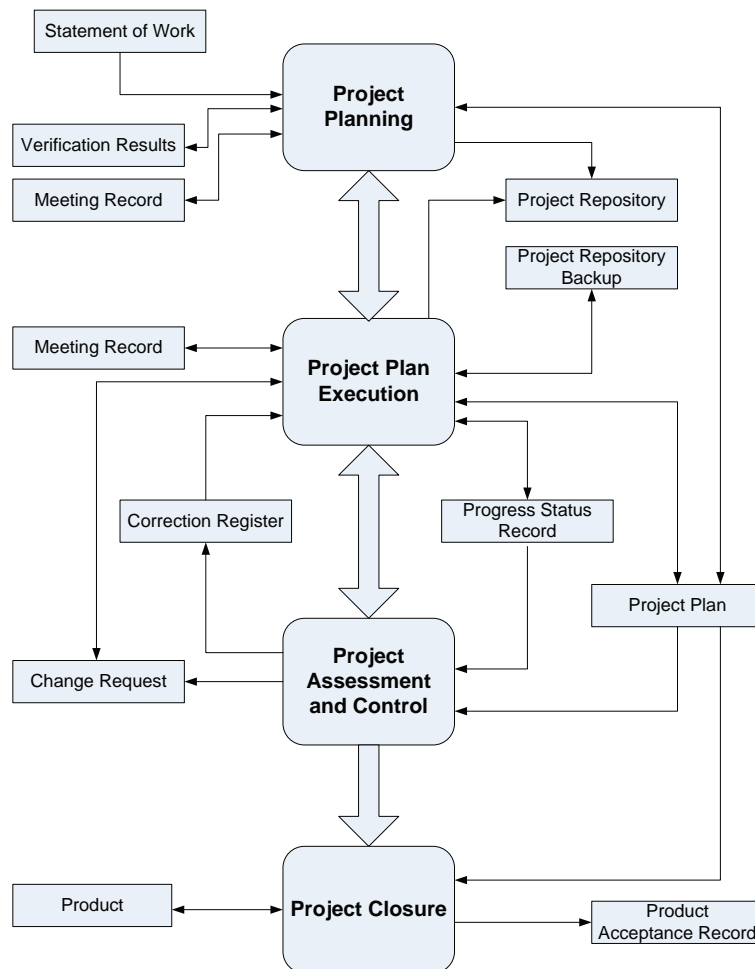 Statement of Work
Project
Planning
Verification Results
Meeting Record
Project Repository
Project Repository
Backup
Meeting Record
Project Plan
Execution
Correction Register
Progress Status
Record
Project Plan
Project
Assessment
and Control
Change Request
Product
Project Closure
Product
Acceptance Record